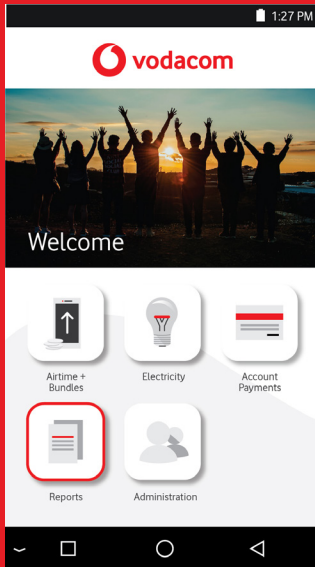 1:27 PM
vodacom
Welcome
Airtime +
Bundles
Electricity
Account
Payments
Reports
Administration